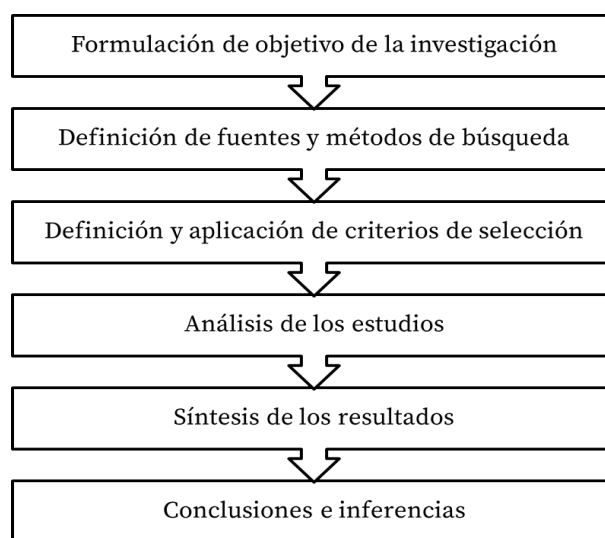 Formulación de objetivo de la investigación
Definición de fuentes y métodos de búsqueda
Definición y aplicación de criterios de selección
Análisis de los estudios
Síntesis de los resultados
Conclusiones e inferencias